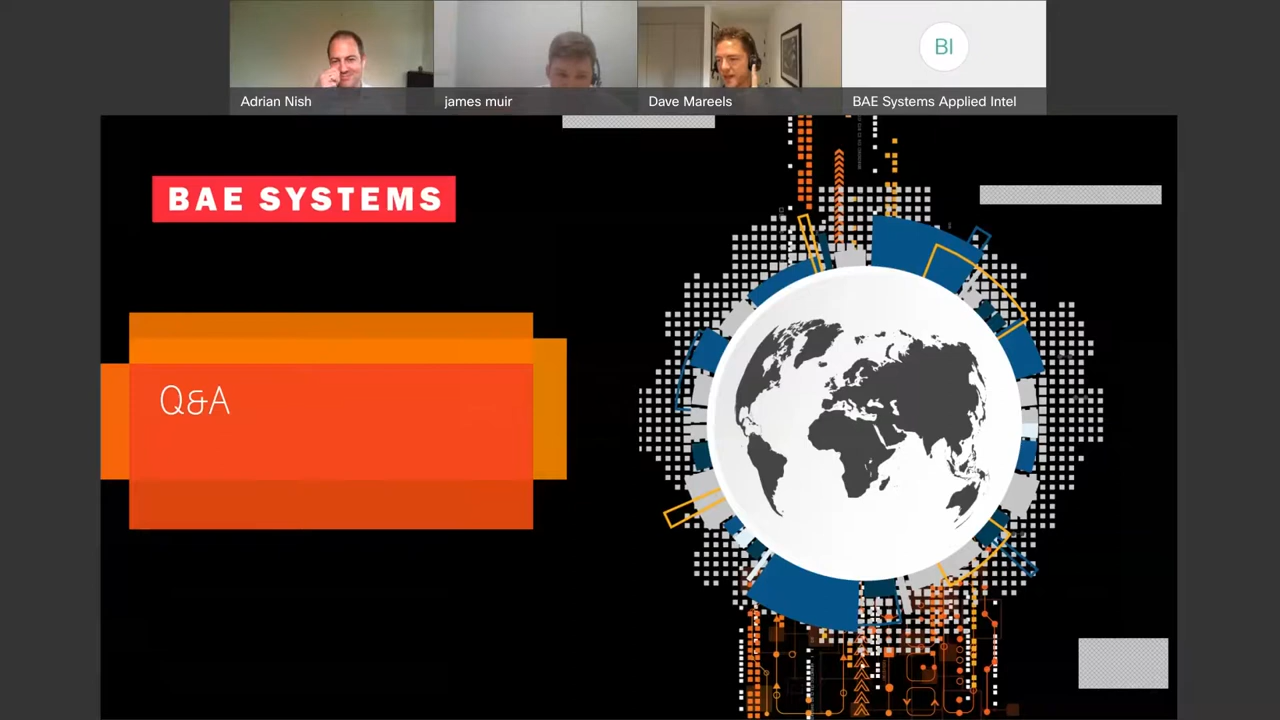 Adrian Nish
james muir
Dave Mareels
BI
BAE Systems Applied Intel
BAE SYSTEMS
Q&A